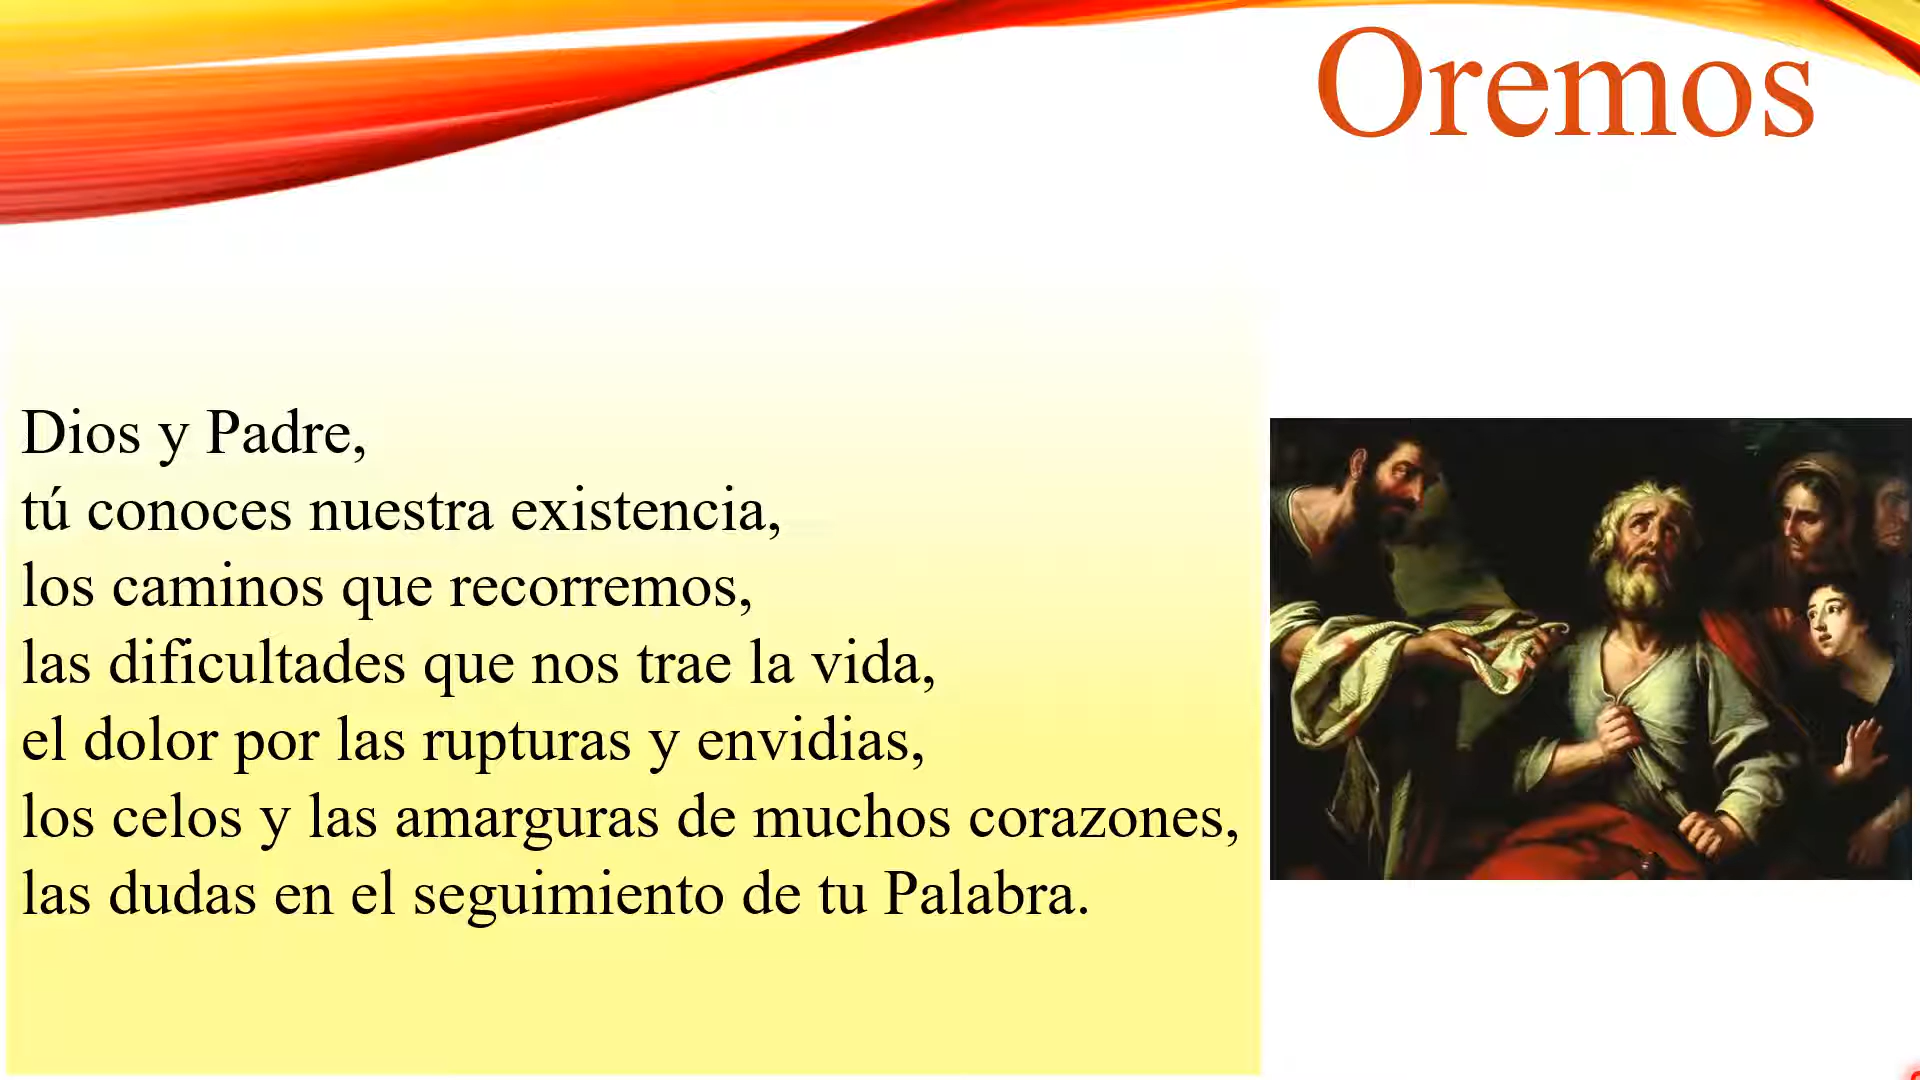 Oremos
Dios y Padre,
tú conoces nuestra existencia,
los caminos que recorremos,
las dificultades que nos trae la vida,
el dolor por las rupturas y envidias,
los celos y las amarguras de muchos corazones,
las dudas en el seguimiento de tu Palabra.